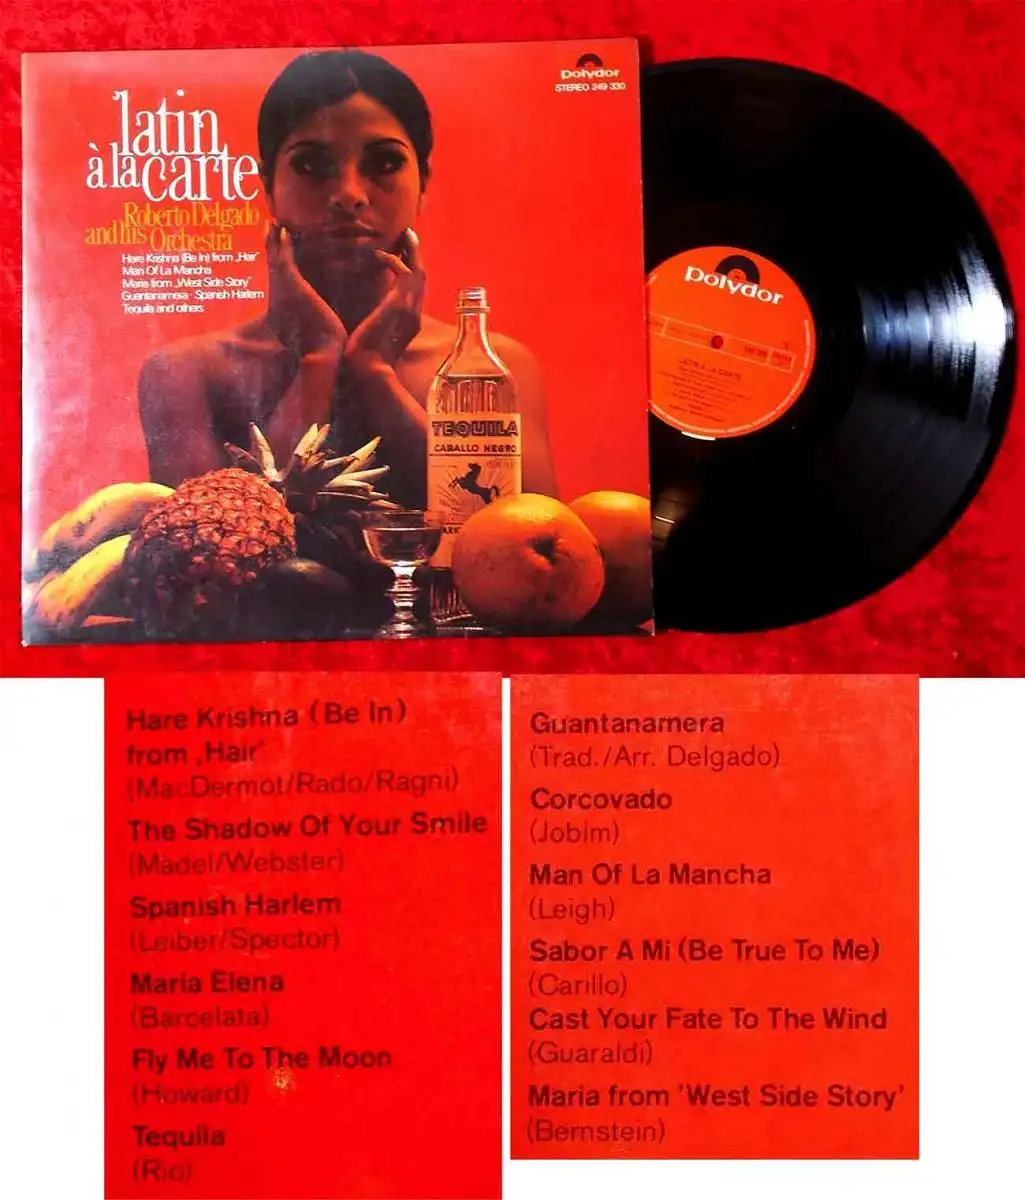 latin
à la carte
Roberto Delgado
and his Orchestra
Hare Krishna (Be In) from „Hair"
Man Of La Mancha
Maria from „West Side Story"
Guantanamera · Spanish Harlem
Tequila and others
polydor
STEREO 249 330
TEQUILA
CABALLO NEGRO
polydor
LATIN À LA CARTE
Hare Krishna (Be In)
from ‚Hair'
(MacDermot/Rado/Ragni)
The Shadow Of Your Smile
(Madel/Webster)
Spanish Harlem
(Leiber/Spector)
Maria Elena
(Barcelata)
Fly Me To The Moon
(Howard)
Tequila
(Rio)
Guantanamera
(Trad./Arr. Delgado)
Corcovado
(Jobim)
Man Of La Mancha
(Leigh)
Sabor A Mi (Be True To Me)
(Carillo)
Cast Your Fate To The Wind
(Guaraldi)
Maria from 'West Side Story'
(Bernstein)